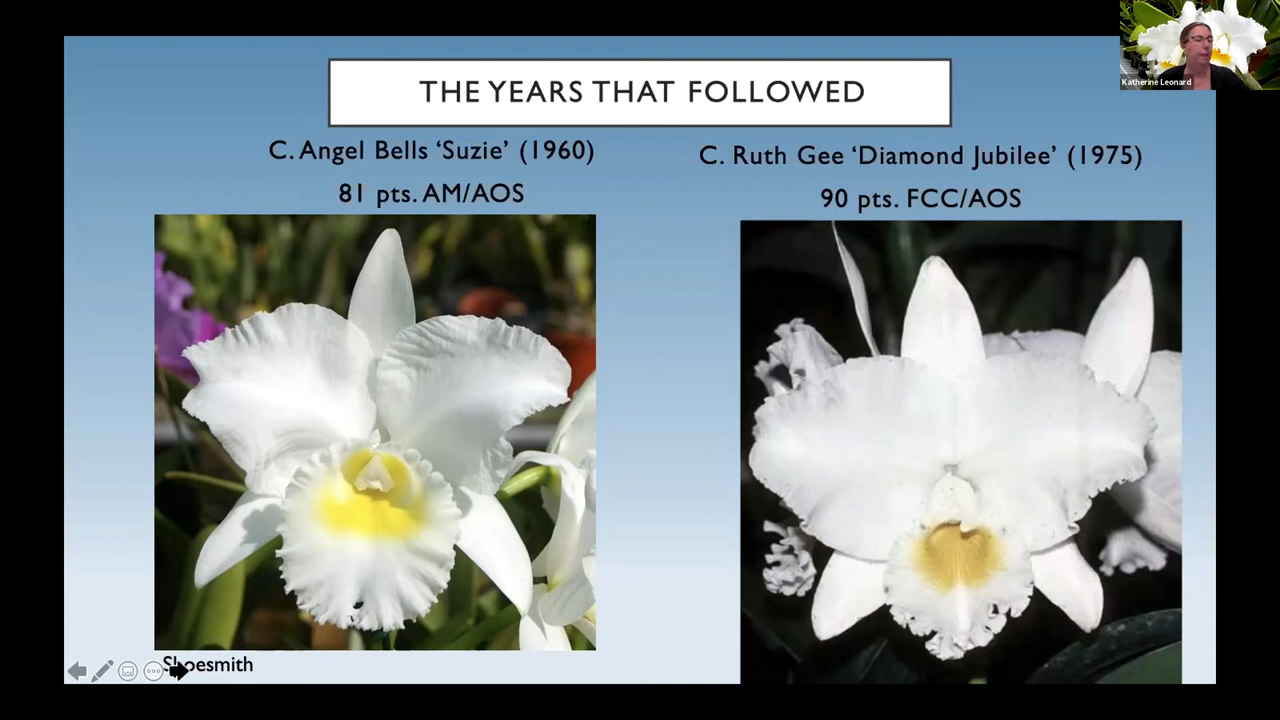 THE YEARS THAT FOLLOWED
C. Angel Bells ‘Suzie’ (1960)
81 pts. AM/AOS
C. Ruth Gee ‘Diamond Jubilee’ (1975)
90 pts. FCC/AOS
Katherine Leonard
Shoesmith